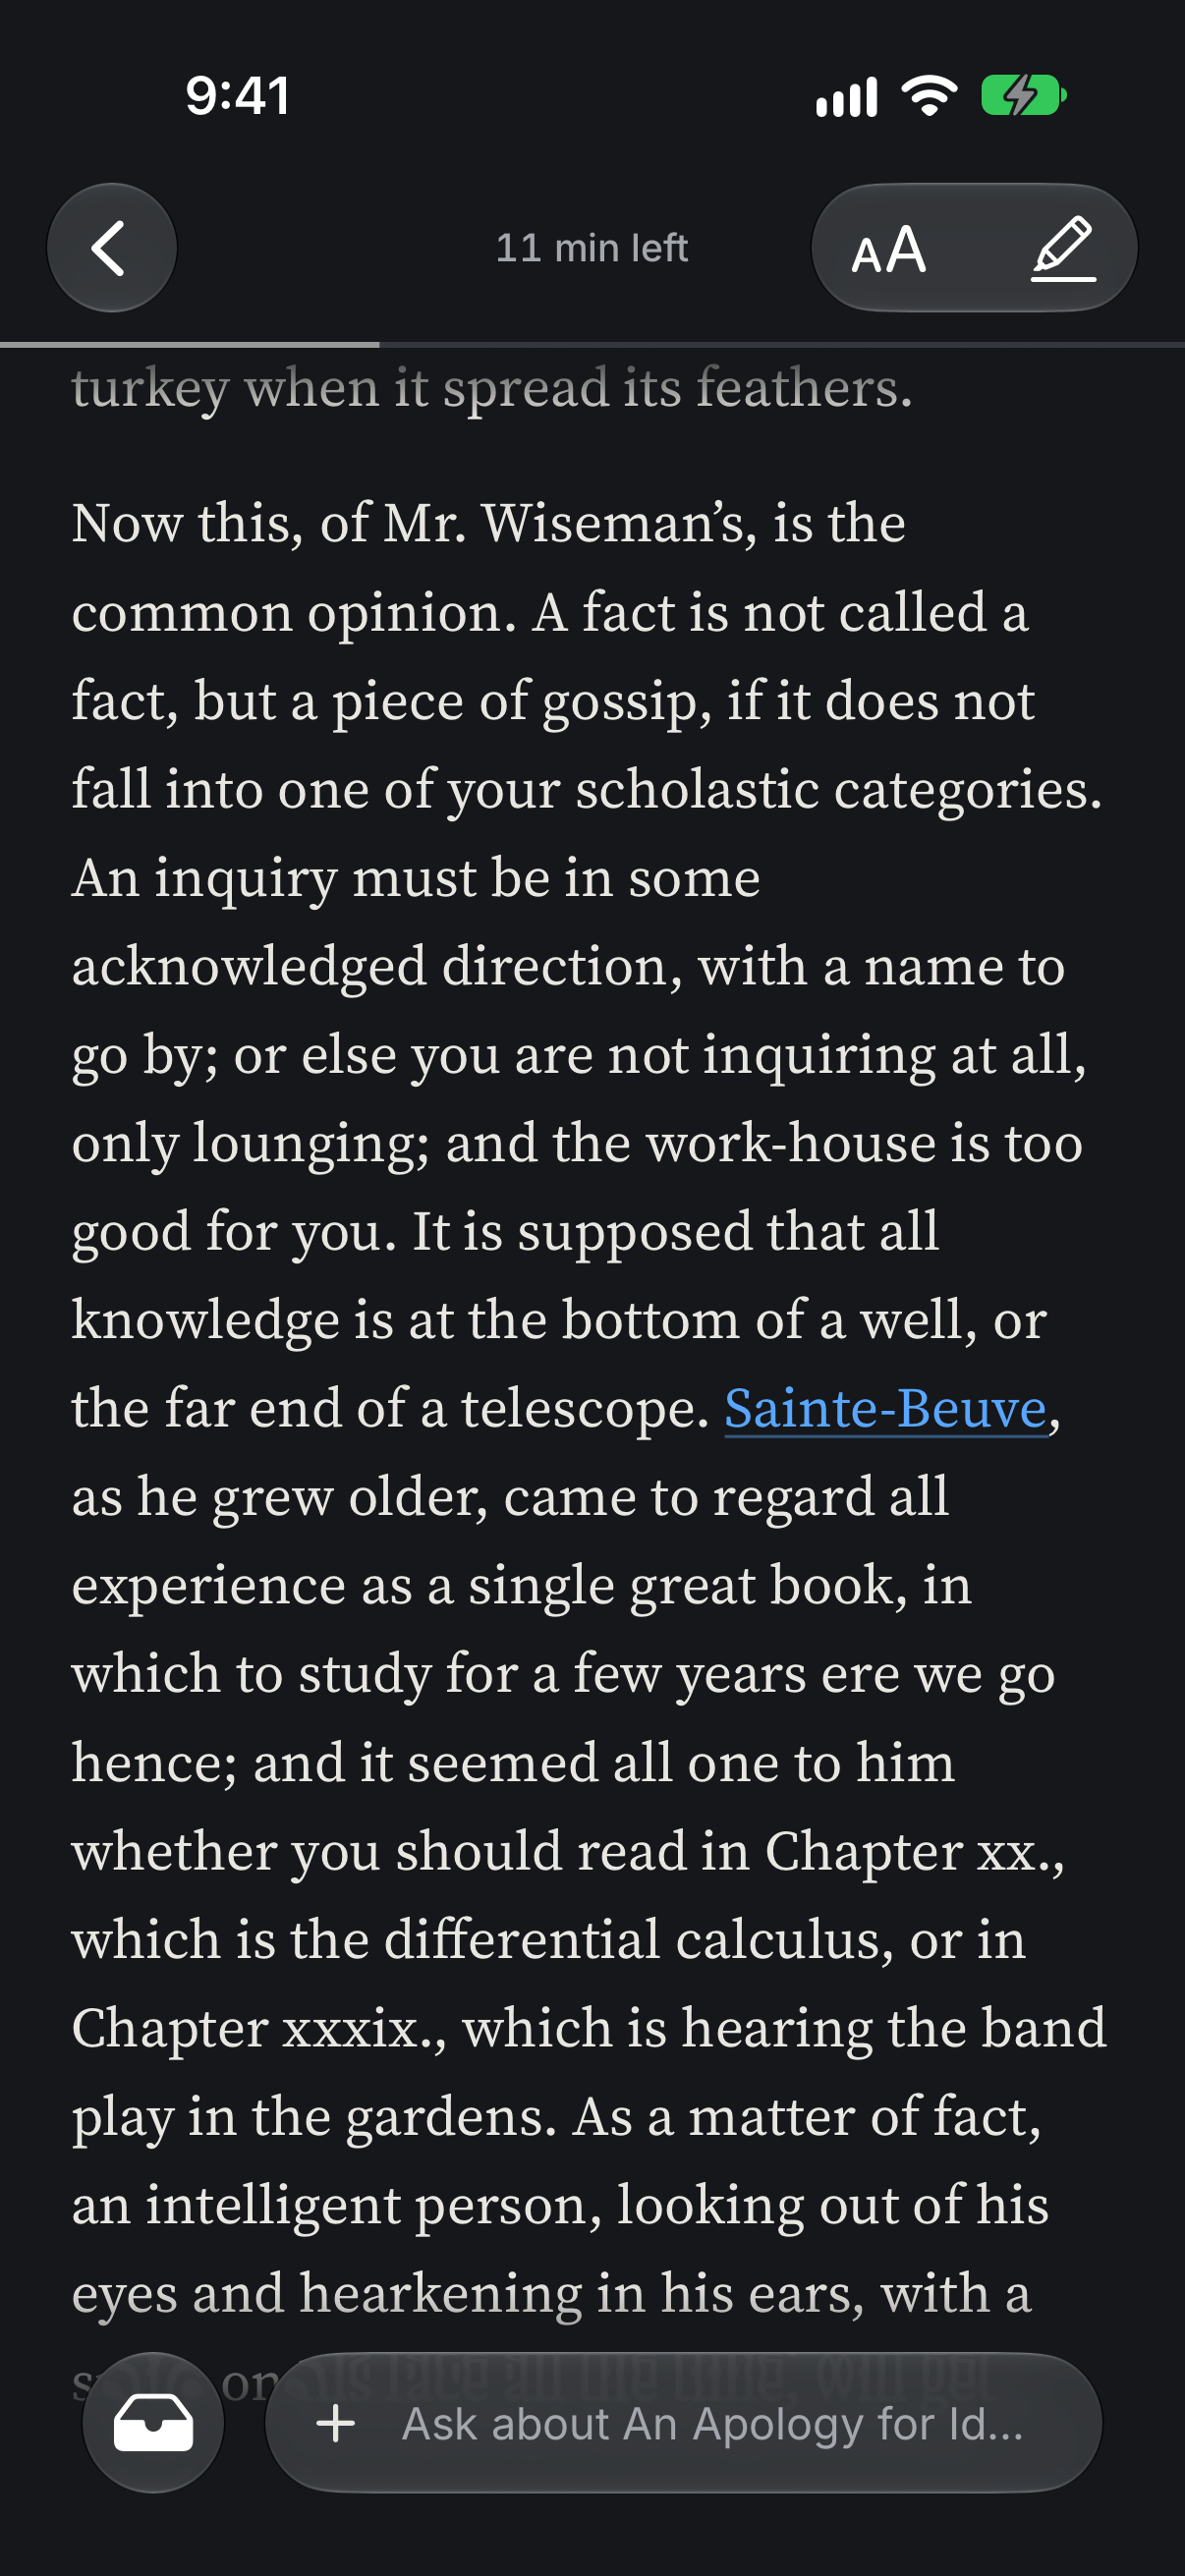 9:41
11 min left
AA
turkey when it spread its feathers.
Now this, of Mr. Wiseman’s, is the
common opinion. A fact is not called a
fact, but a piece of gossip, if it does not
fall into one of your scholastic categories.
An inquiry must be in some
acknowledged direction, with a name to
go by; or else you are not inquiring at all,
only lounging; and the work-house is too
good for you. It is supposed that all
knowledge is at the bottom of a well, or
the far end of a telescope. Sainte-Beuve,
as he grew older, came to regard all
experience as a single great book, in
which to study for a few years ere we go
hence; and it seemed all one to him
whether you should read in Chapter xx.,
which is the differential calculus, or in
Chapter xxxix., which is hearing the band
play in the gardens. As a matter of fact,
an intelligent person, looking out of his
eyes and hearkening in his ears, with a
on
Ask about An Apology for Id...